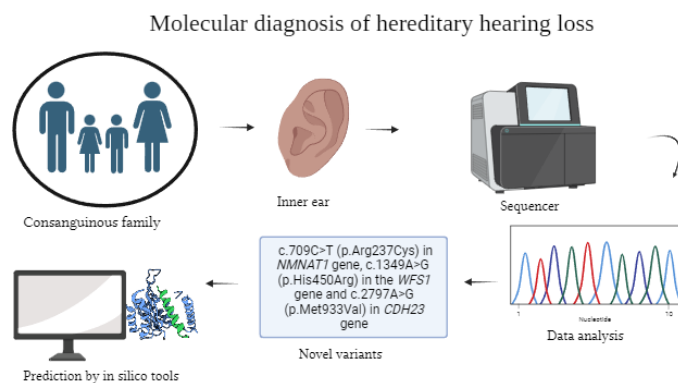 Molecular diagnosis of hereditary hearing loss
Consanguinous family
Inner ear
Sequencer
c.709C>T (p.Arg237Cys) in
NMNAT1 gene, c.1349A>G
(p.His450Arg) in the WFS1
gene and c.2797A>G
(p.Met933Val) in CDH23
gene
1
Nucleotide
10
Data analysis
Novel variants
Prediction by in silico tools